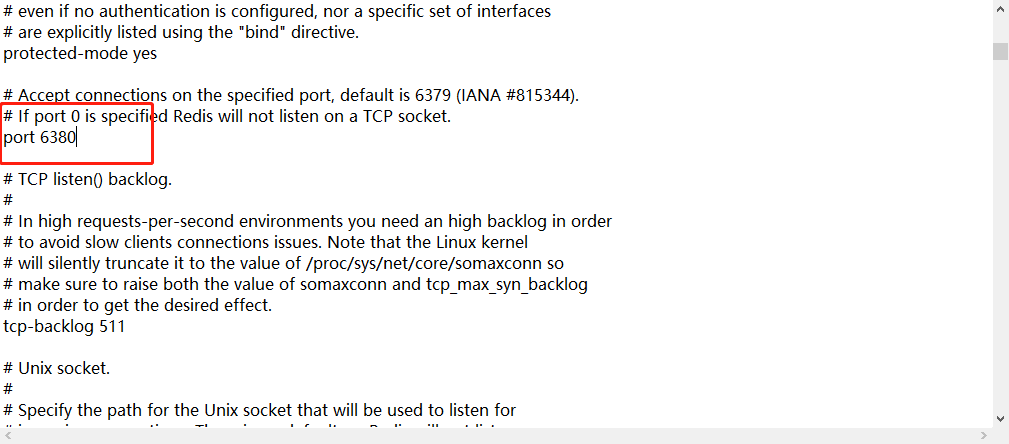 # even if no authentication is configured, nor a specific set of interfaces
# are explicitly listed using the "bind" directive.
protected-mode yes
# Accept connections on the specified port, default is 6379 (IANA #815344).
# If port 0 is specified Redis will not listen on a TCP socket.
port 6380
# TCP listen() backlog.
#
# In high requests-per-second environments you need an high backlog in order
# to avoid slow clients connections issues. Note that the Linux kernel
# will silently truncate it to the value of /proc/sys/net/core/somaxconn so
# make sure to raise both the value of somaxconn and tcp_max_syn_backlog
# in order to get the desired effect.
tcp-backlog 511
# Unix socket.
#
# Specify the path for the Unix socket that will be used to listen for